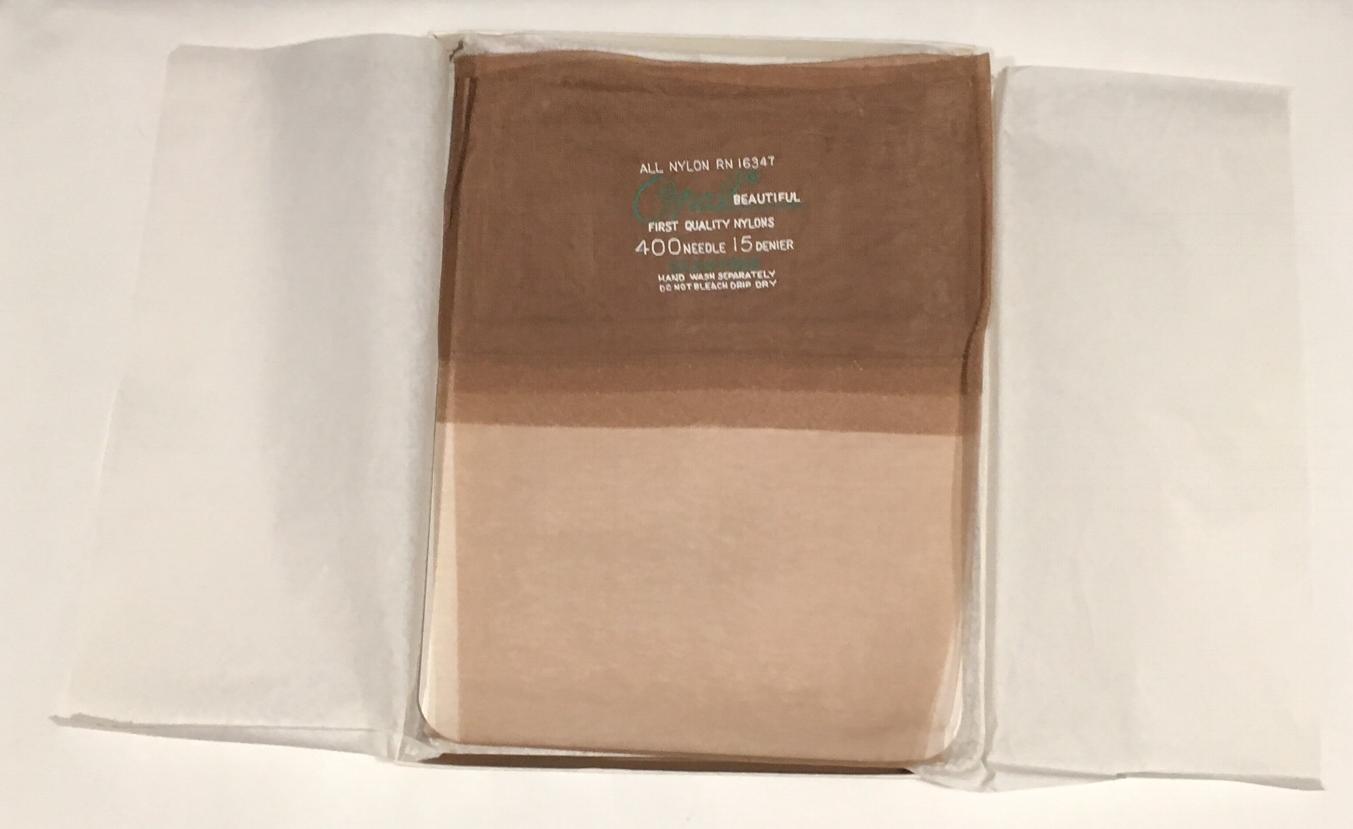 ALL NYLON RN 16347
BEAUTIFUL
FIRST QUALITY NYLONS
400 NEEDLE 15 DENIER
HAND WASH SEPARATELY
DO NOT BLEACH DRIP DRY